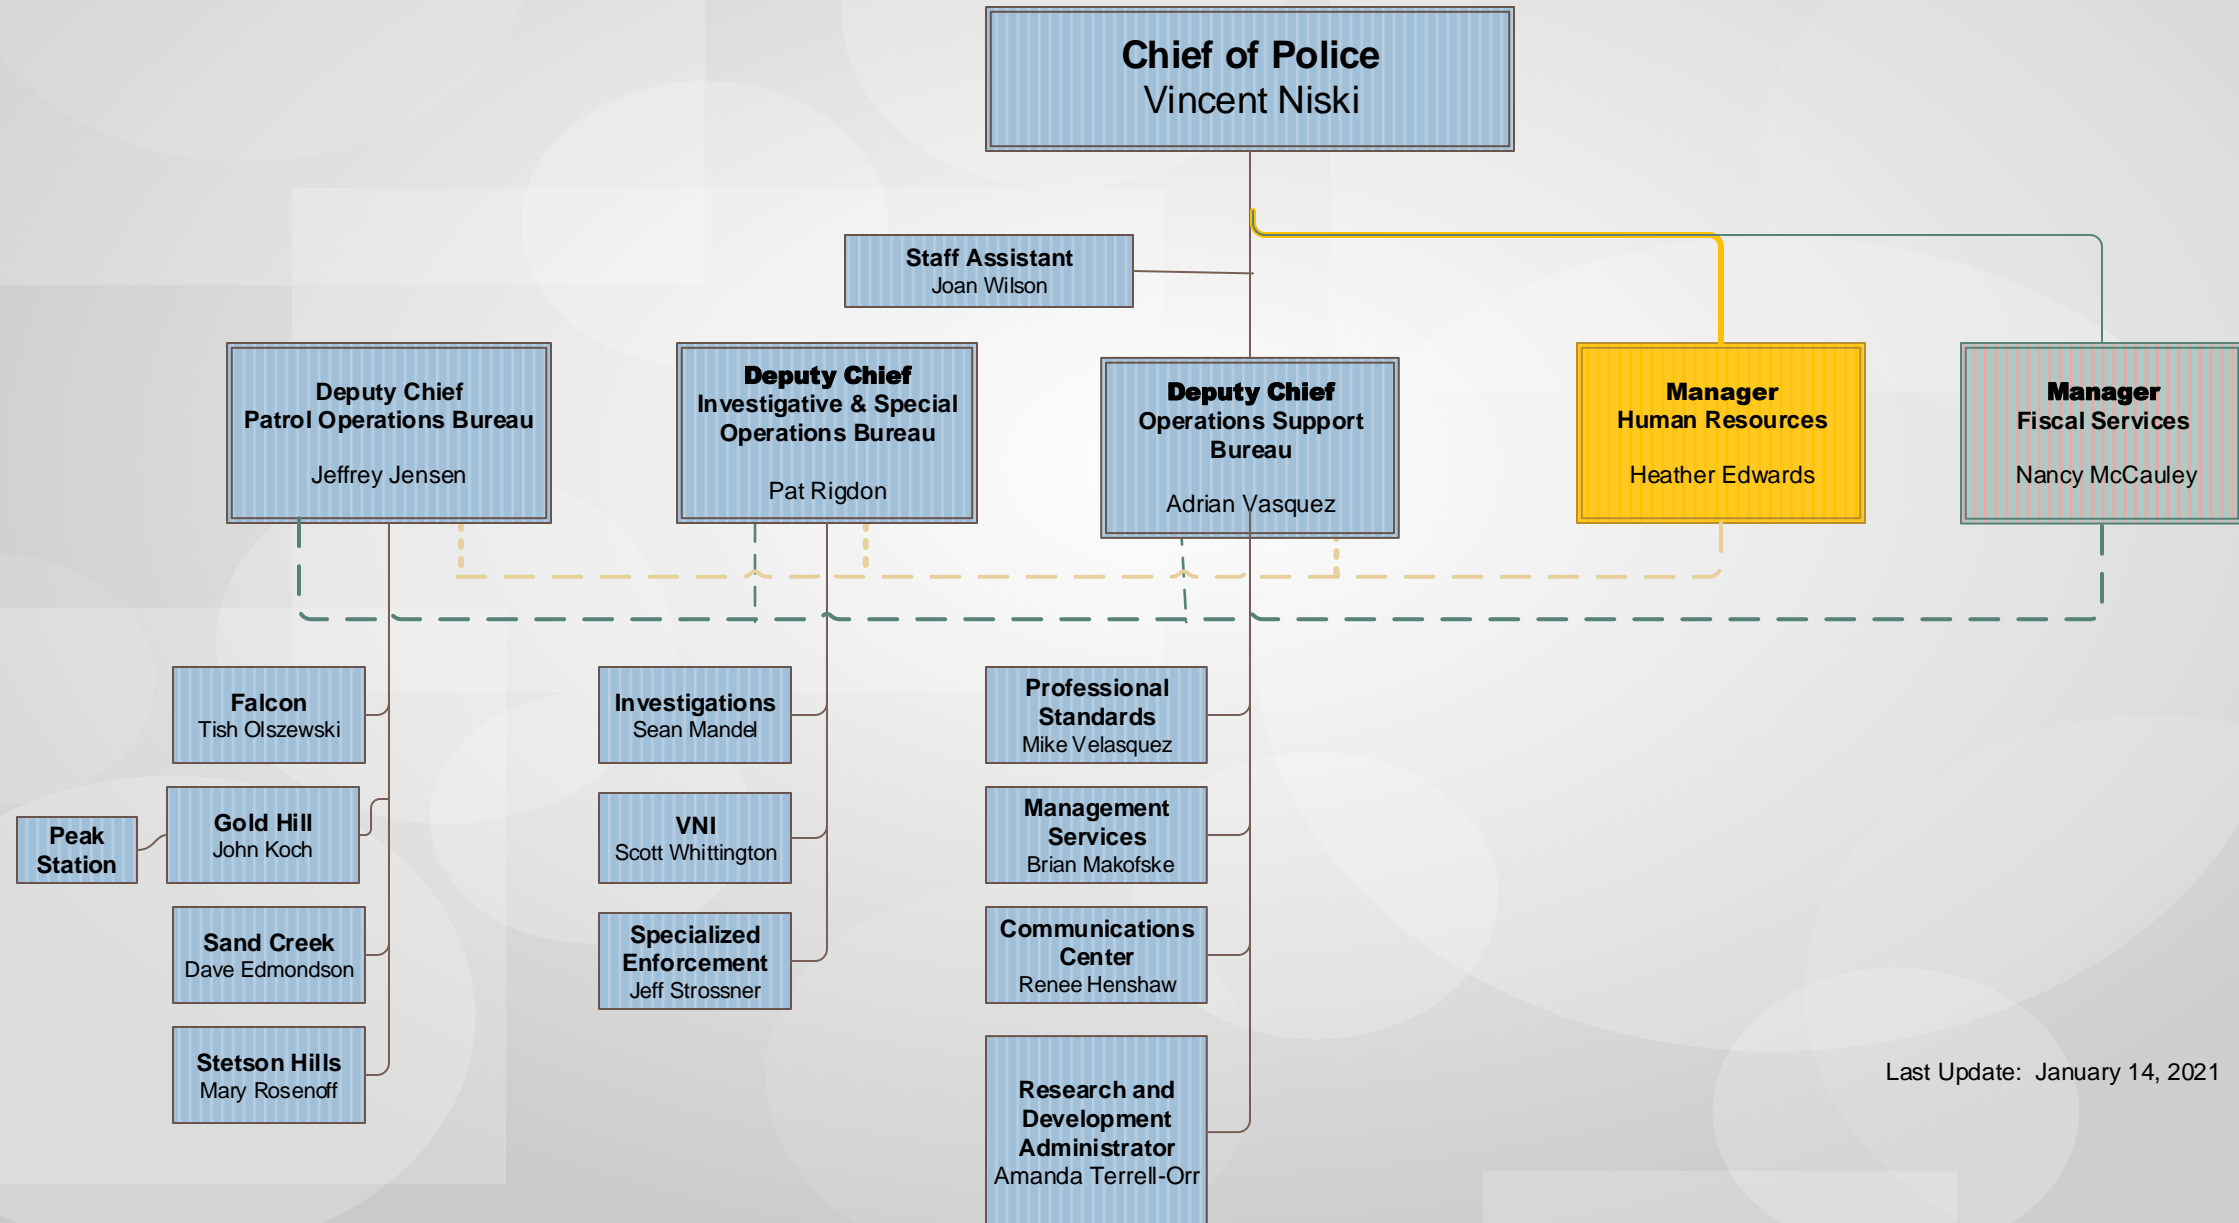 Chief of Police
Vincent Niski
Staff Assistant
Joan Wilson
Deputy Chief
Patrol Operations Bureau
Jeffrey Jensen
Deputy Chief
Investigative & Special
Operations Bureau
Pat Rigdon
Deputy Chief
Operations Support
Bureau
Adrian Vasquez
Manager
Human Resources
Heather Edwards
Manager
Fiscal Services
Nancy McCauley
Falcon
Tish Olszewski
Gold Hill
John Koch
Peak
Station
Sand Creek
Dave Edmondson
Stetson Hills
Mary Rosenoff
Investigations
Sean Mandel
VNI
Scott Whittington
Specialized
Enforcement
Jeff Strossner
Professional
Standards
Mike Velasquez
Management
Services
Brian Makofske
Communications
Center
Renee Henshaw
Research and
Development
Administrator
Amanda Terrell-Orr
Last Update:  January 14, 2021